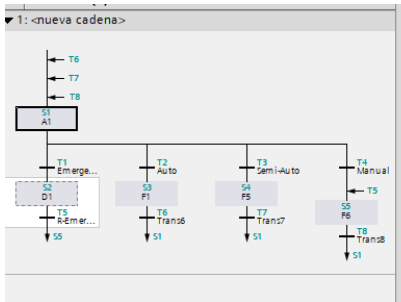 1: <nueva cadena>
T6
T7
T8
S1
A1
T1
Emerge...
T2
Auto
T3
Semi-Auto
T4
Manual
T5
S2
D1
S3
F1
S4
F5
S5
F6
T5
R-Emer...
T6
Trans6
T7
Trans7
T8
Trans8
S5
S1
S1
S1